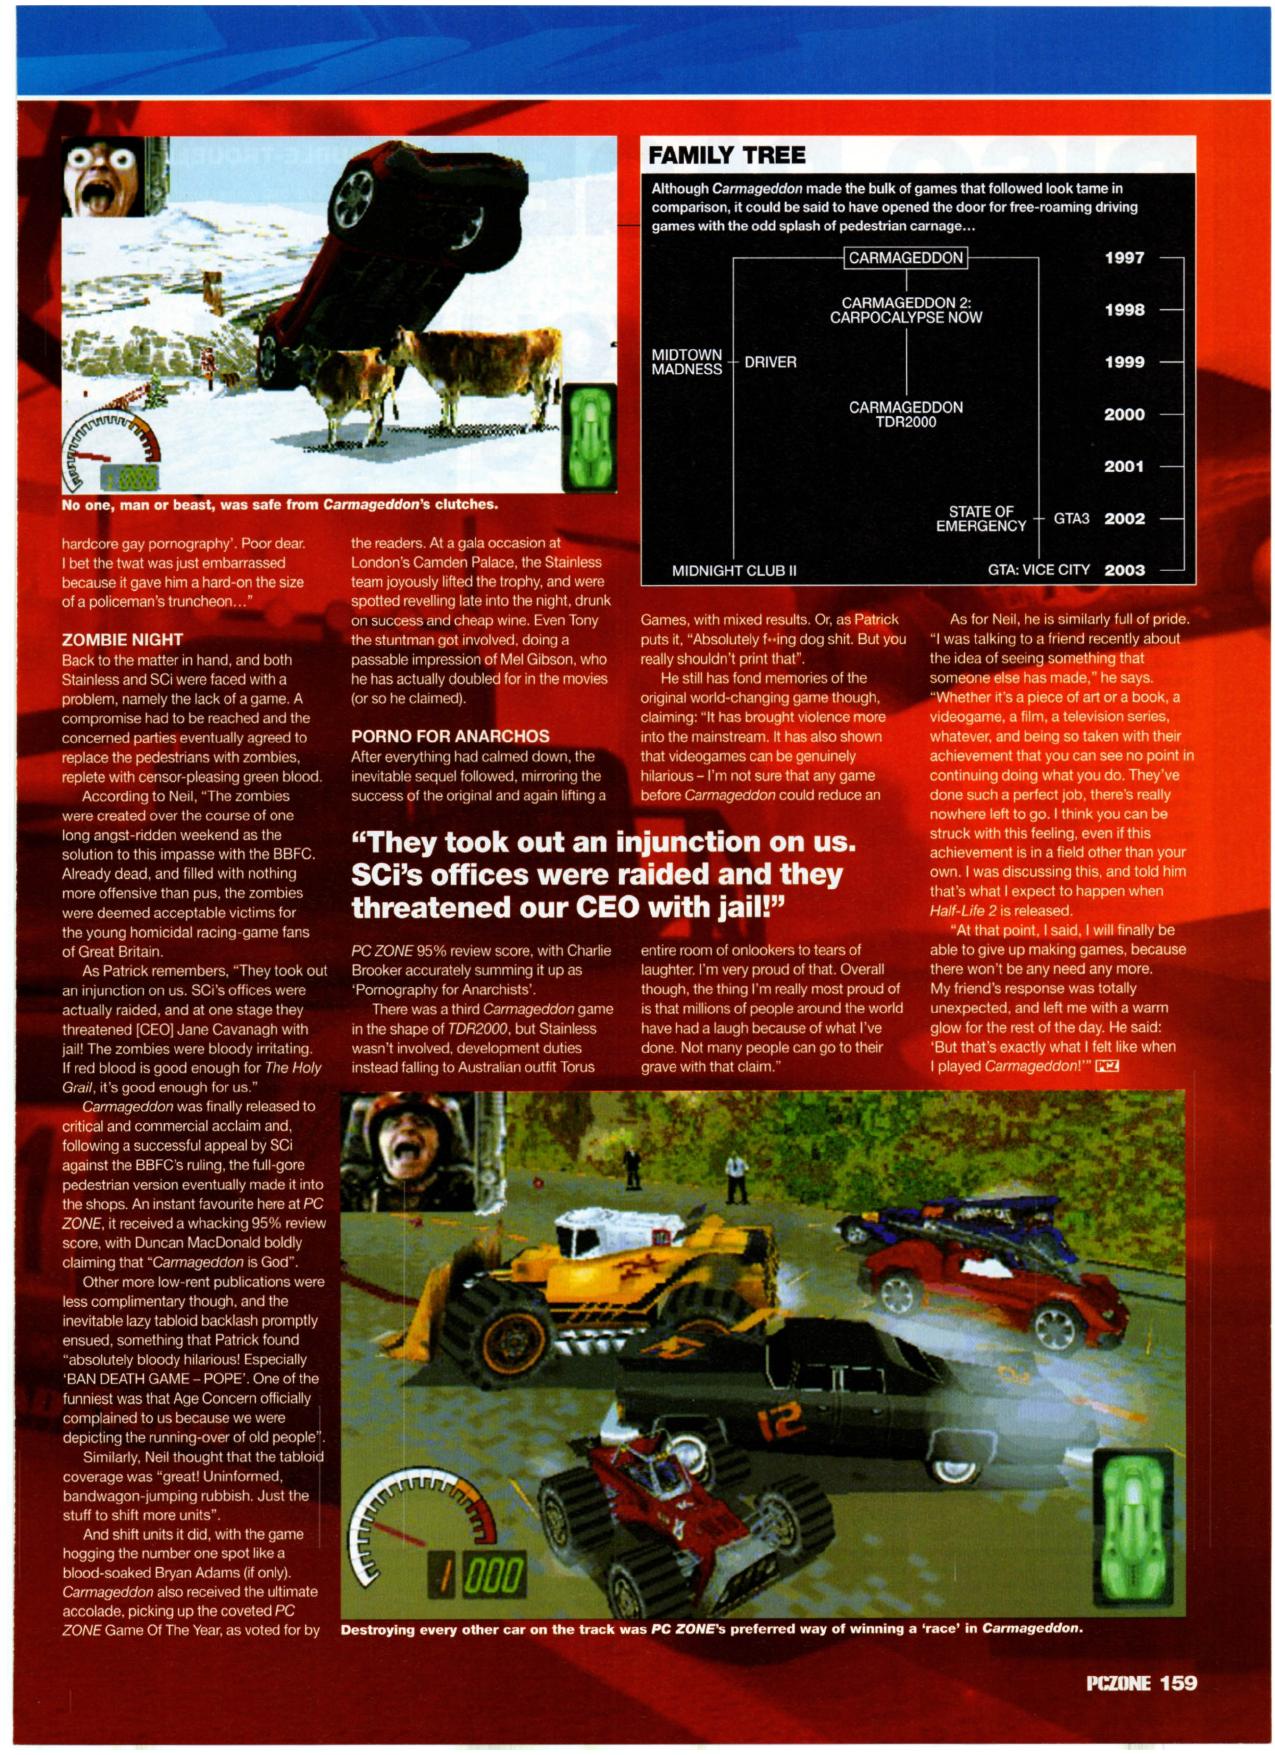 FAMILY TREE
Although Carmageddon made the bulk of games that followed look tame in
comparison, it could be said to have opened the door for free-roaming driving
games with the odd splash of pedestrian carnage...
CARMAGEDDON
1997
CARMAGEDDON 2:
CARPOCALYPSE NOW
1998
MIDTOWN
MADNESS
DRIVER
1999
CARMAGEDDON
TDR2000
2000
2001
STATE OF
EMERGENCY
GTA3
2002
MIDNIGHT CLUB II
GTA: VICE CITY
2003
No one, man or beast, was safe from Carmageddon's clutches.
hardcore gay pornography'. Poor dear.
I bet the twat was just embarrassed
because it gave him a hard-on the size
of a policeman's truncheon..."
ZOMBIE NIGHT
Back to the matter in hand, and both
Stainless and SCi were faced with a
problem, namely the lack of a game. A
compromise had to be reached and the
concerned parties eventually agreed to
replace the pedestrians with zombies,
replete with censor-pleasing green blood.
According to Neil, "The zombies
were created over the course of one
long angst-ridden weekend as the
solution to this impasse with the BBFC.
Already dead, and filled with nothing
more offensive than pus, the zombies
were deemed acceptable victims for
the young homicidal racing-game fans
of Great Britain.
As Patrick remembers, "They took out
an injunction on us. SCi's offices were
actually raided, and at one stage they
threatened [CEO] Jane Cavanagh with
jail! The zombies were bloody irritating.
If red blood is good enough for The Holy
Grail, it's good enough for us."
Carmageddon was finally released to
critical and commercial acclaim and,
following a successful appeal by SCi
against the BBFC's ruling, the full-gore
pedestrian version eventually made it into
the shops. An instant favourite here at PC
ZONE, it received a whacking 95% review
score, with Duncan MacDonald boldly
claiming that "Carmageddon is God".
Other more low-rent publications were
less complimentary though, and the
inevitable lazy tabloid backlash promptly
ensued, something that Patrick found
"absolutely bloody hilarious! Especially
'BAN DEATH GAME – POPE'. One of the
funniest was that Age Concern officially
complained to us because we were
depicting the running-over of old people".
Similarly, Neil thought that the tabloid
coverage was "great! Uninformed,
bandwagon-jumping rubbish. Just the
stuff to shift more units".
And shift units it did, with the game
hogging the number one spot like a
blood-soaked Bryan Adams (if only).
Carmageddon also received the ultimate
accolade, picking up the coveted PC
ZONE Game Of The Year, as voted for by
the readers. At a gala occasion at
London's Camden Palace, the Stainless
team joyously lifted the trophy, and were
spotted revelling late into the night, drunk
on success and cheap wine. Even Tony
the stuntman got involved, doing a
passable impression of Mel Gibson, who
he has actually doubled for in the movies
(or so he claimed).
PORNO FOR ANARCHOS
After everything had calmed down, the
inevitable sequel followed, mirroring the
success of the original and again lifting a
"They took out an injunction on us.
SCi's offices were raided and they
threatened our CEO with jail!"
PC ZONE 95% review score, with Charlie
Brooker accurately summing it up as
'Pornography for Anarchists'.
There was a third Carmageddon game
in the shape of TDR2000, but Stainless
wasn't involved, development duties
instead falling to Australian outfit Torus
Games, with mixed results. Or, as Patrick
puts it, "Absolutely f**ing dog shit. But you
really shouldn't print that".
He still has fond memories of the
original world-changing game though,
claiming: "It has brought violence more
into the mainstream. It has also shown
that videogames can be genuinely
hilarious – I'm not sure that any game
before Carmageddon could reduce an
entire room of onlookers to tears of
laughter. I'm very proud of that. Overall
though, the thing I'm really most proud of
is that millions of people around the world
have had a laugh because of what I've
done. Not many people can go to their
grave with that claim."
As for Neil, he is similarly full of pride.
"I was talking to a friend recently about
the idea of seeing something that
someone else has made," he says.
"Whether it's a piece of art or a book, a
videogame, a film, a television series,
whatever, and being so taken with their
achievement that you can see no point in
continuing doing what you do. They've
done such a perfect job, there's really
nowhere left to go. I think you can be
struck with this feeling, even if this
achievement is in a field other than your
own. I was discussing this, and told him
that's what I expect to happen when
Half-Life 2 is released.
"At that point, I said, I will finally be
able to give up making games, because
there won't be any need any more.
My friend's response was totally
unexpected, and left me with a warm
glow for the rest of the day. He said:
'But that's exactly what I felt like when
I played Carmageddon!'" PCZ
12
1 000
Destroying every other car on the track was PC ZONE's preferred way of winning a 'race' in Carmageddon.
PCZONE 159